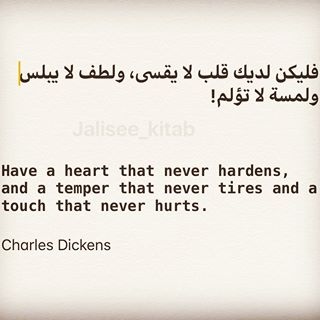 فليكن لديك قلب لا يقسى، ولطف لا يبلس
ولمسة لا تؤلم!
Jalisee_kitab
Have a heart that never hardens,
and a temper that never tires and a
touch that never hurts.
Charles Dickens